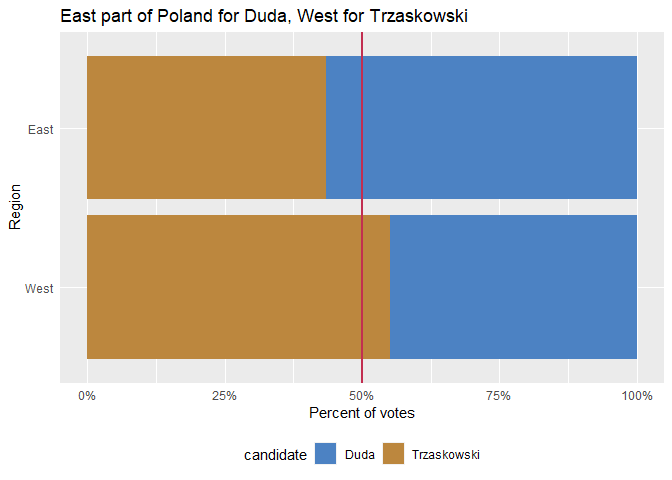 East part of Poland for Duda, West for Trzaskowski
East
Region
West
0% 25% 50% 75% 100%
Percent of votes
candidate Duda Trzaskowski